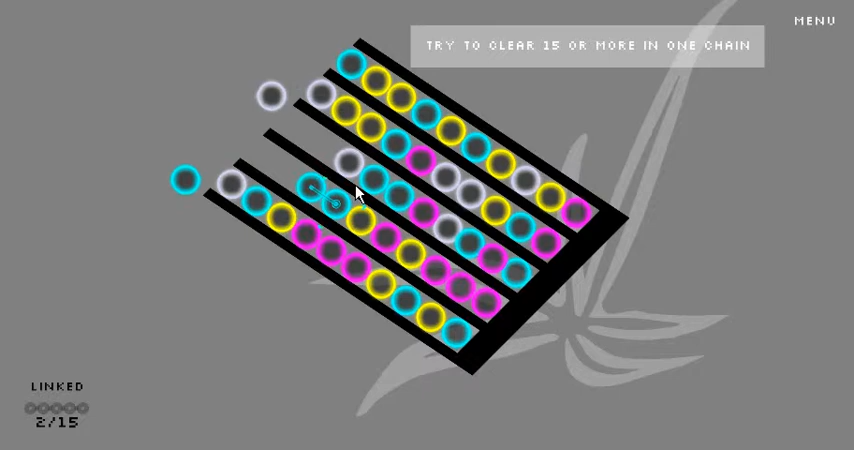 MENU
TRY TO CLEAR 15 OR MORE IN ONE CHAIN
LINKED
2/15